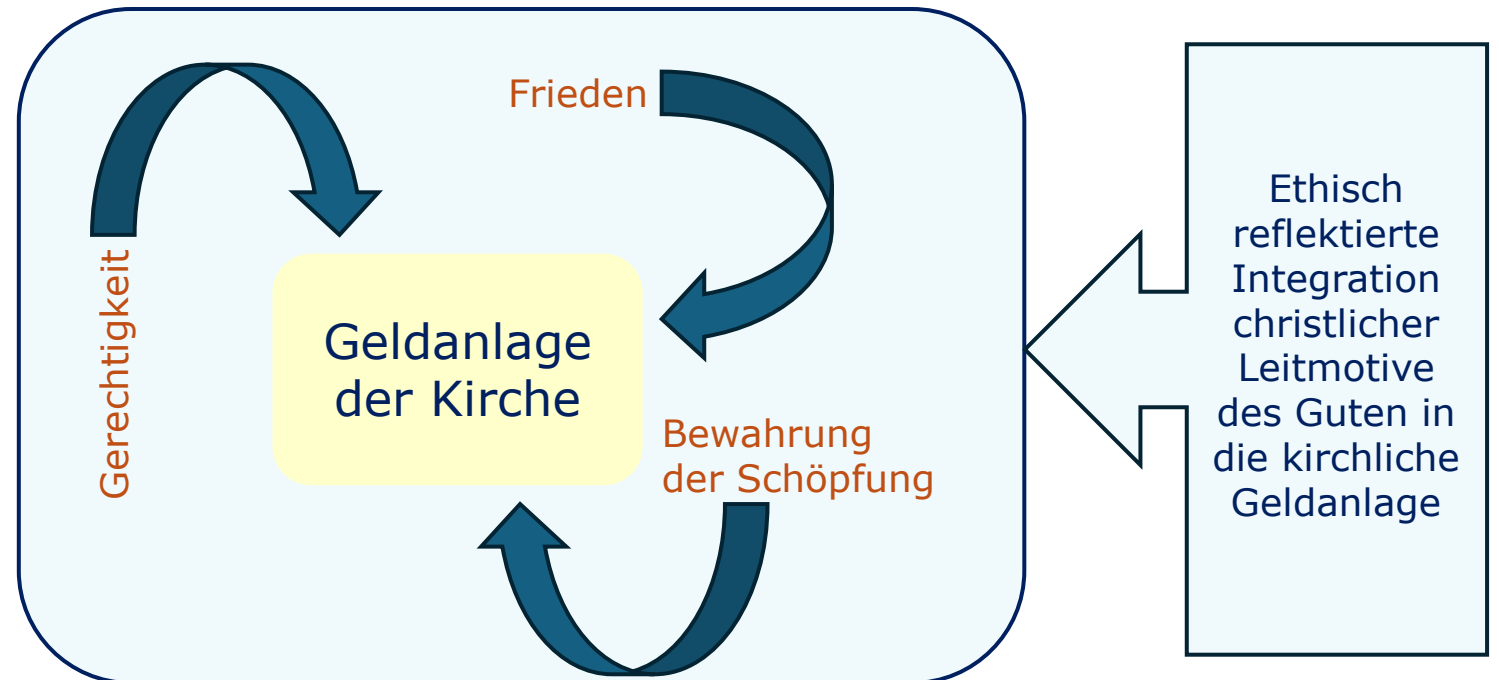 Frieden
Gerechtigkeit
Geldanlage
der Kirche
Bewahrung
der Schöpfung
Ethisch
reflektierte
Integration
christlicher
Leitmotive
des Guten in
die kirchliche
Geldanlage